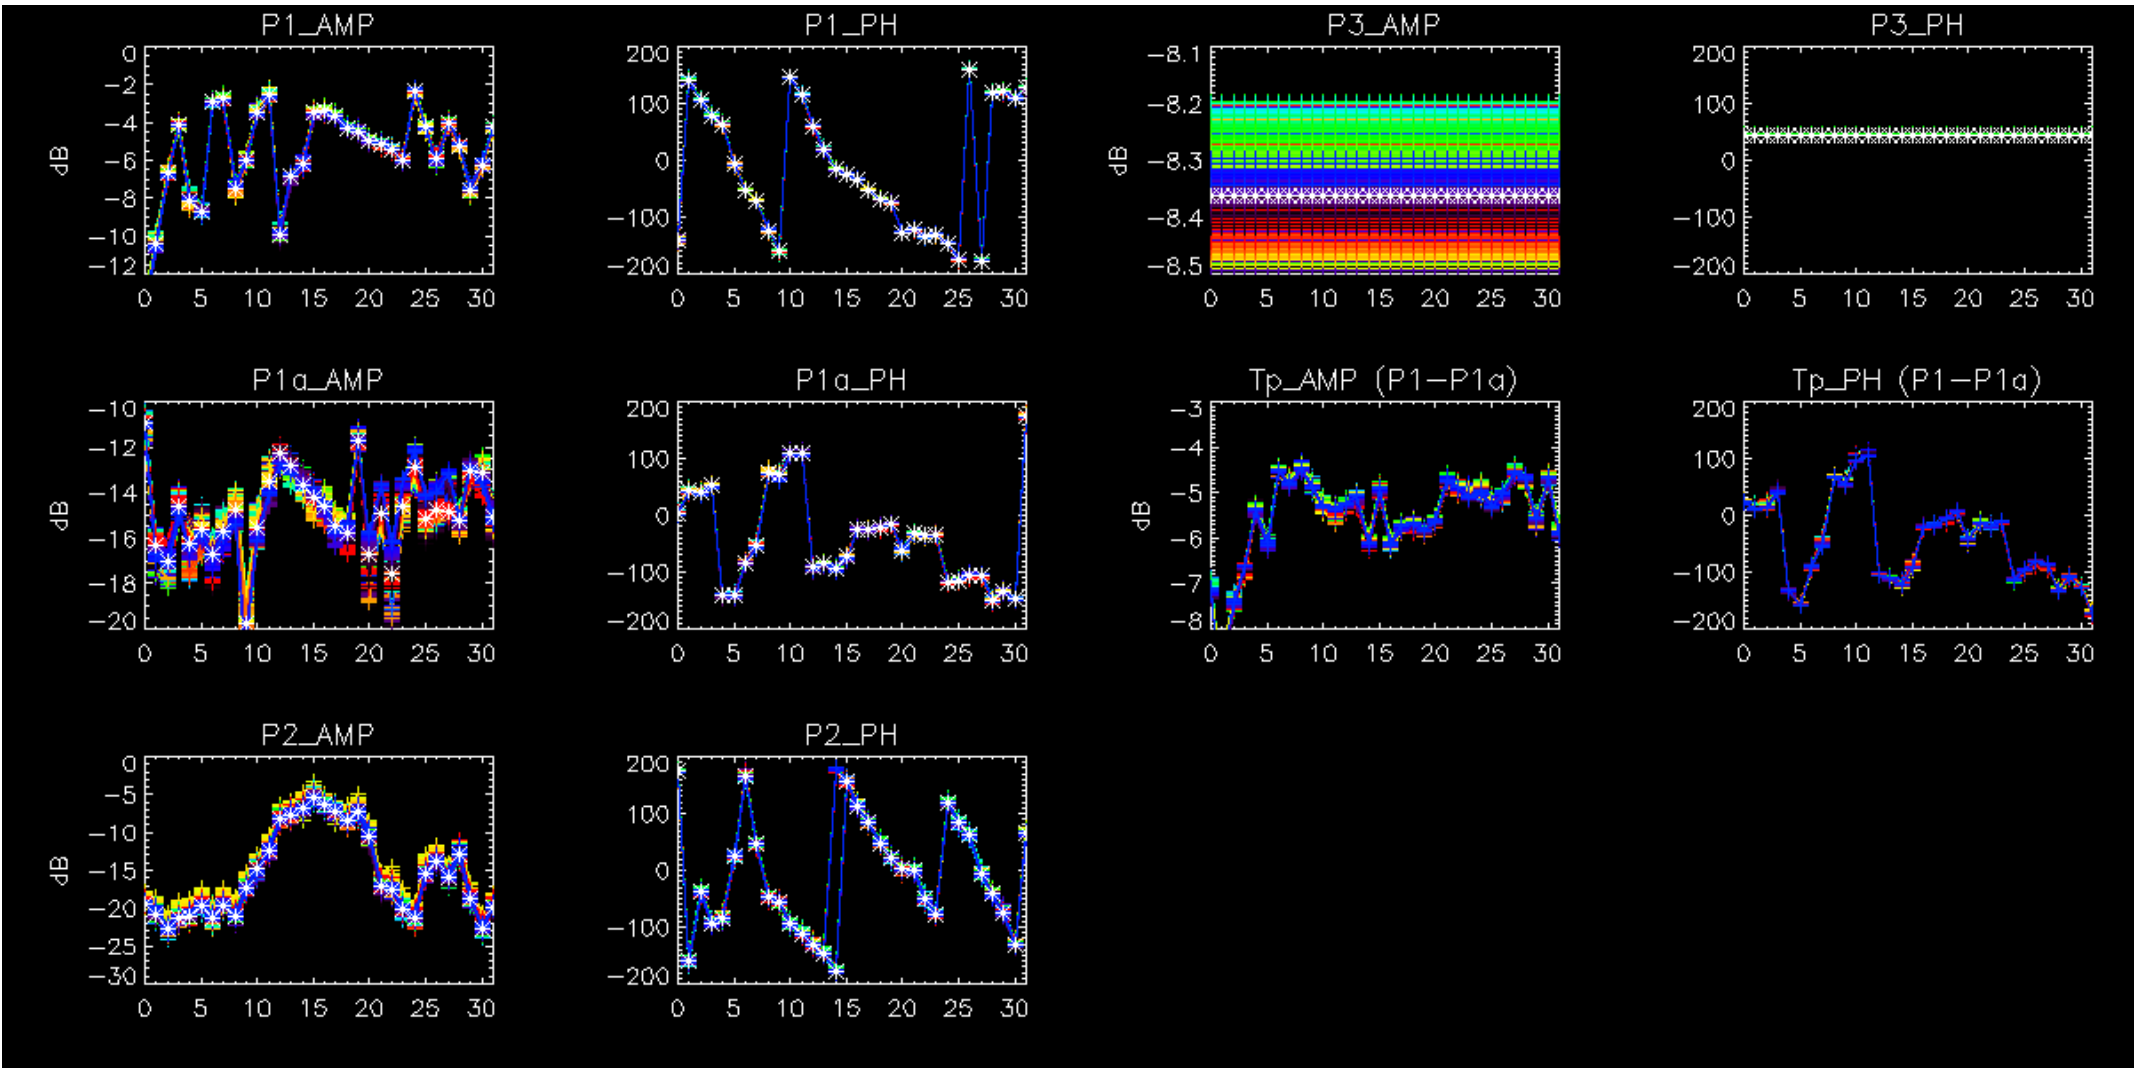 P1_AMP
0
-2
-4
-6
-8
-10
-12
dB
0 5 10 15 20 25 30
P1_PH
200
100
0
-100
-200
0 5 10 15 20 25 30
P3_AMP
-8.1
-8.2
-8.3
-8.4
-8.5
dB
0 5 10 15 20 25 30
P3_PH
200
100
0
-100
-200
0 5 10 15 20 25 30
P1a_AMP
-10
-12
-14
-16
-18
-20
dB
0 5 10 15 20 25 30
P1a_PH
200
100
0
-100
-200
0 5 10 15 20 25 30
Tp_AMP (P1-P1a)
-3
-4
-5
-6
-7
-8
dB
0 5 10 15 20 25 30
Tp_PH (P1-P1a)
200
100
0
-100
-200
0 5 10 15 20 25 30
P2_AMP
0
-5
-10
-15
-20
-25
-30
dB
0 5 10 15 20 25 30
P2_PH
200
100
0
-100
-200
0 5 10 15 20 25 30